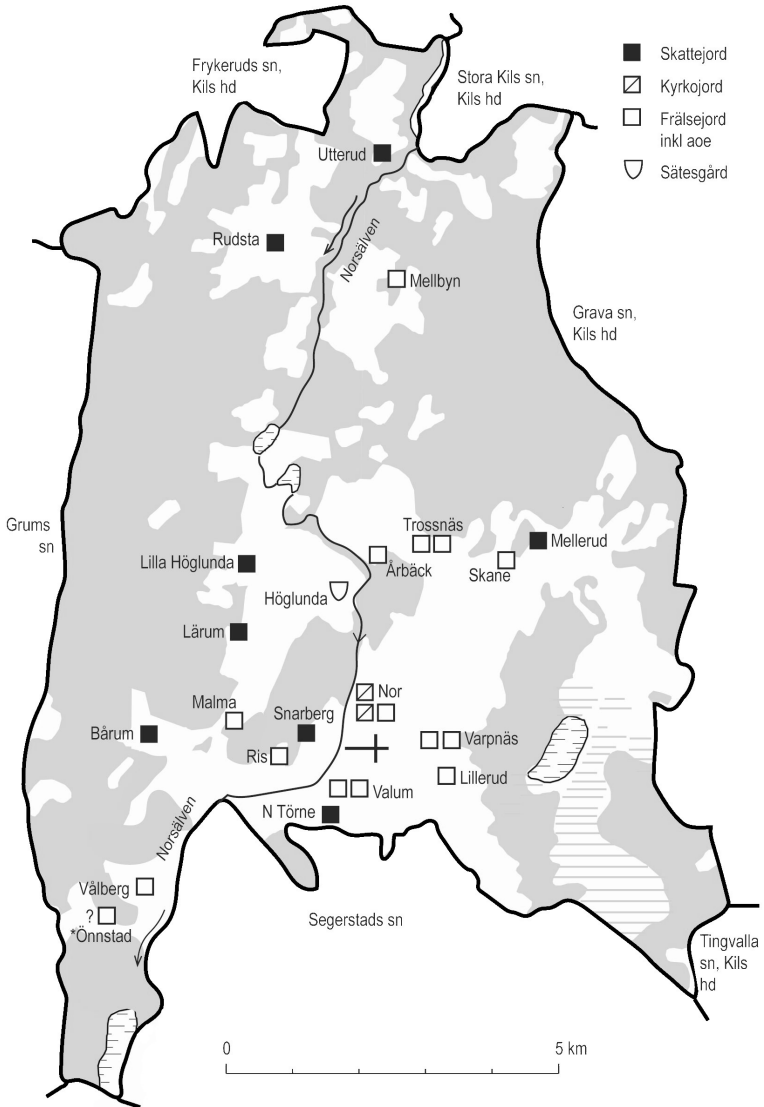 Frykeruds sn,
Kils hd
Stora Kils sn,
Kils hd
Skattejord
Kyrkojord
Frälsejord
inkl aoe
Sätesgård
Utterud
Rudsta
Norsälven
Mellbyn
Grava sn,
Kils hd
Grums
sn
Trossnäs
Mellerud
Lilla Höglunda
Årbäck
Skane
Höglunda
Lärum
Malma
Nor
Snarberg
Bårum
Ris
Varpnäs
Lillerud
Valum
N Törne
Norsälven
Vålberg
?
*Önnstad
Segerstads sn
Tingvalla
sn, Kils
hd
0
5 km